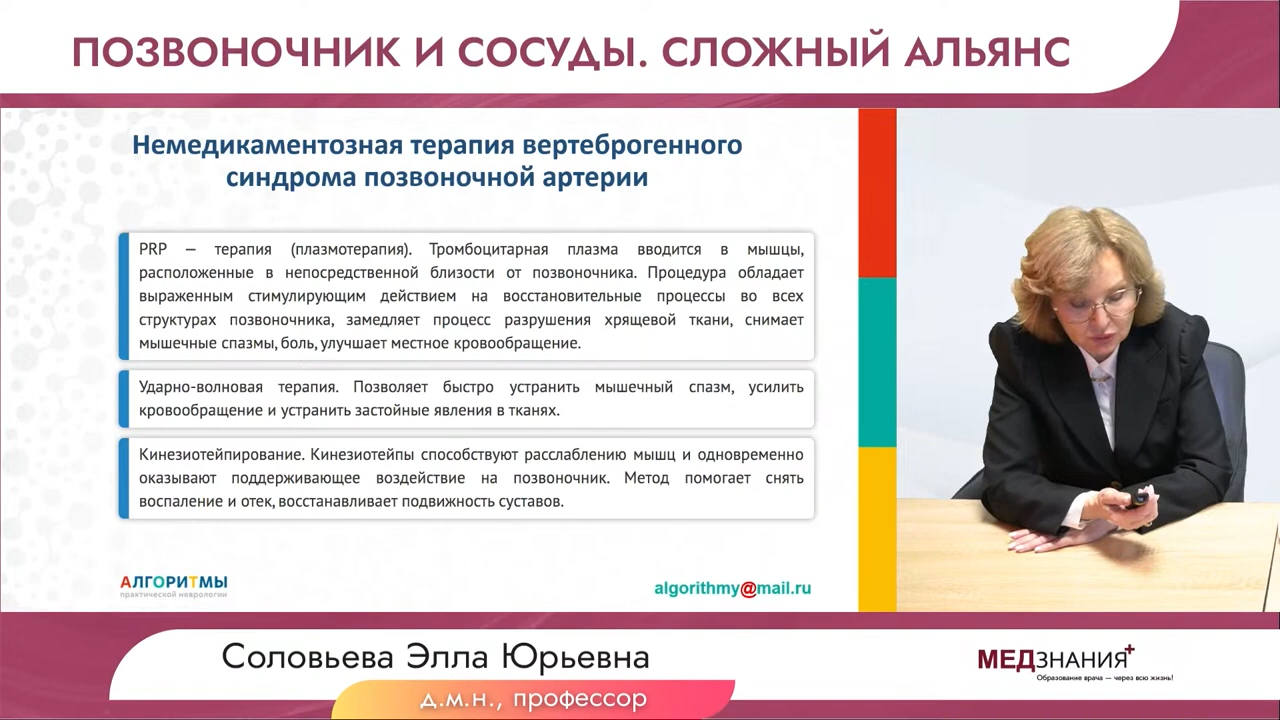 ПОЗВОНОЧНИК И СОСУДЫ. СЛОЖНЫЙ АЛЬЯНС
Немедикаментозная терапия вертеброгенного
синдрома позвоночной артерии
PRP – терапия (плазмотерапия). Тромбоцитарная плазма вводится в мышцы,
расположенные в непосредственной близости от позвоночника. Процедура обладает
выраженным стимулирующим действием на восстановительные процессы во всех
структурах позвоночника, замедляет процесс разрушения хрящевой ткани, снимает
мышечные спазмы, боль, улучшает местное кровообращение.
Ударно-волновая терапия. Позволяет быстро устранить мышечный спазм, усилить
кровообращение и устранить застойные явления в тканях.
Кинезиотейпирование. Кинезиотейпы способствуют расслаблению мышц и одновременно
оказывают поддерживающее воздействие на позвоночник. Метод помогает снять
воспаление и отек, восстанавливает подвижность суставов.
АЛГОРИТМЫ
практической неврологии
algorithmy@mail.ru
Соловьева Элла Юрьевна
д.м.н., профессор
МЕДЗНАНИЯ+
Образование врача — через всю жизнь!